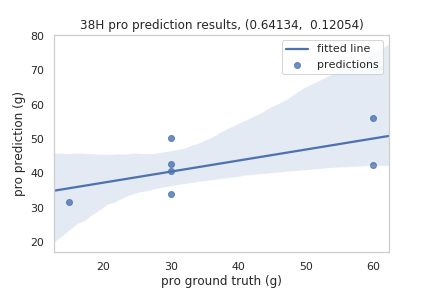 38H pro prediction results, (0.64134,  0.12054)
80
70
60
50
40
30
20
pro prediction (g)
fitted line
predictions
20
30
40
50
60
pro ground truth (g)